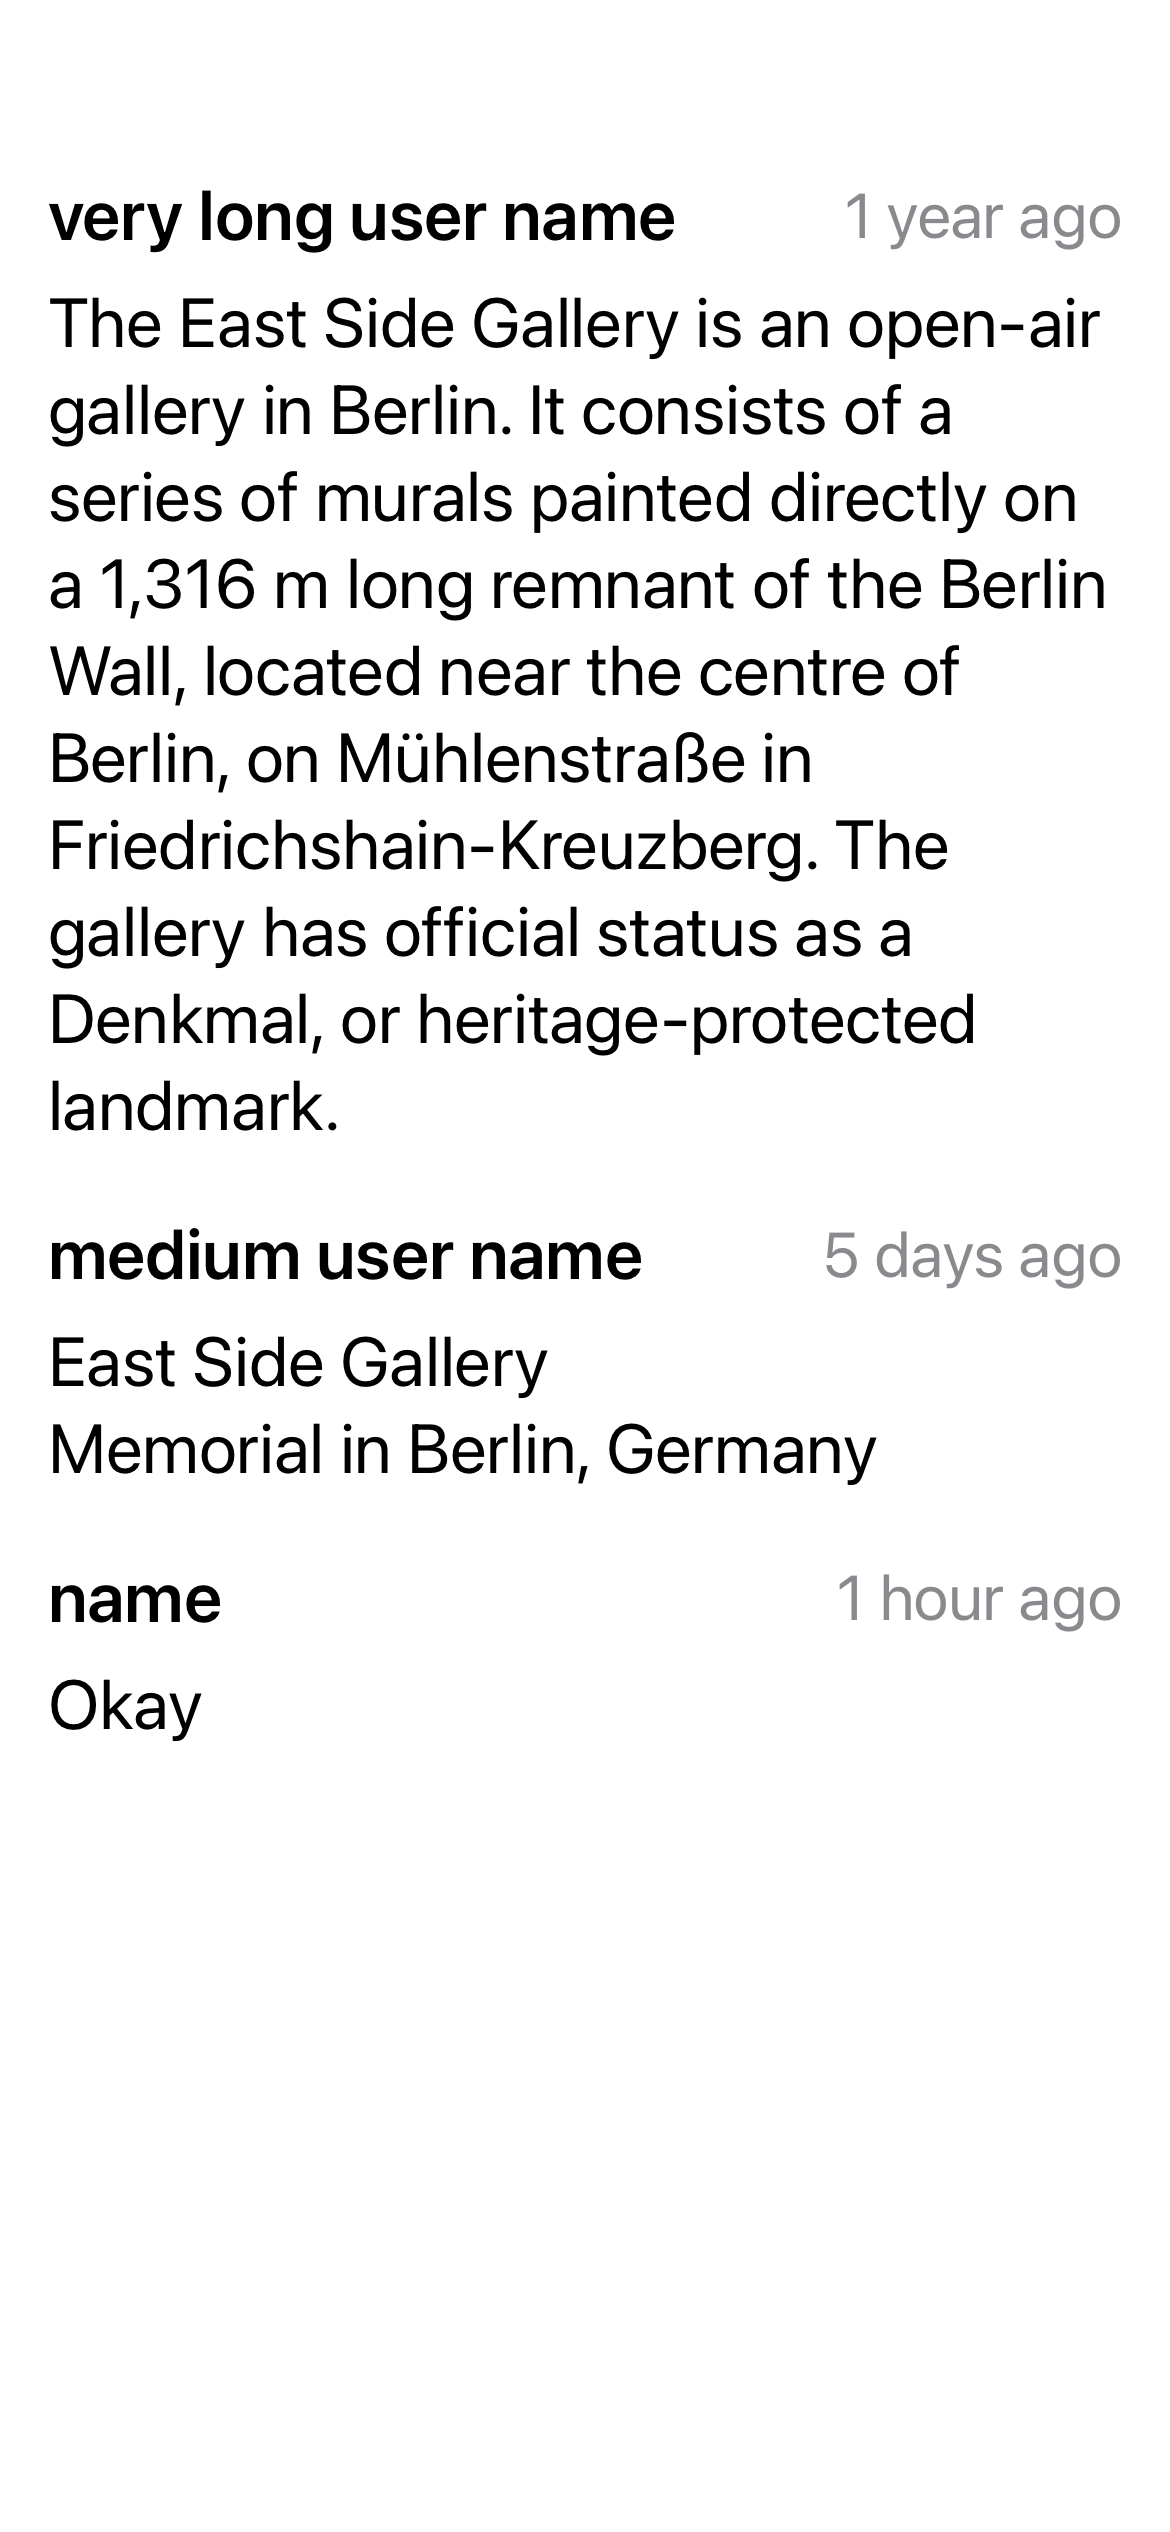 very long user name 1 year ago
The East Side Gallery is an open-air
gallery in Berlin. It consists of a
series of murals painted directly on
a 1,316 m long remnant of the Berlin
Wall, located near the centre of
Berlin, on Mühlenstraße in
Friedrichshain-Kreuzberg. The
gallery has official status as a
Denkmal, or heritage-protected
landmark.
medium user name 5 days ago
East Side Gallery
Memorial in Berlin, Germany
name 1 hour ago
Okay